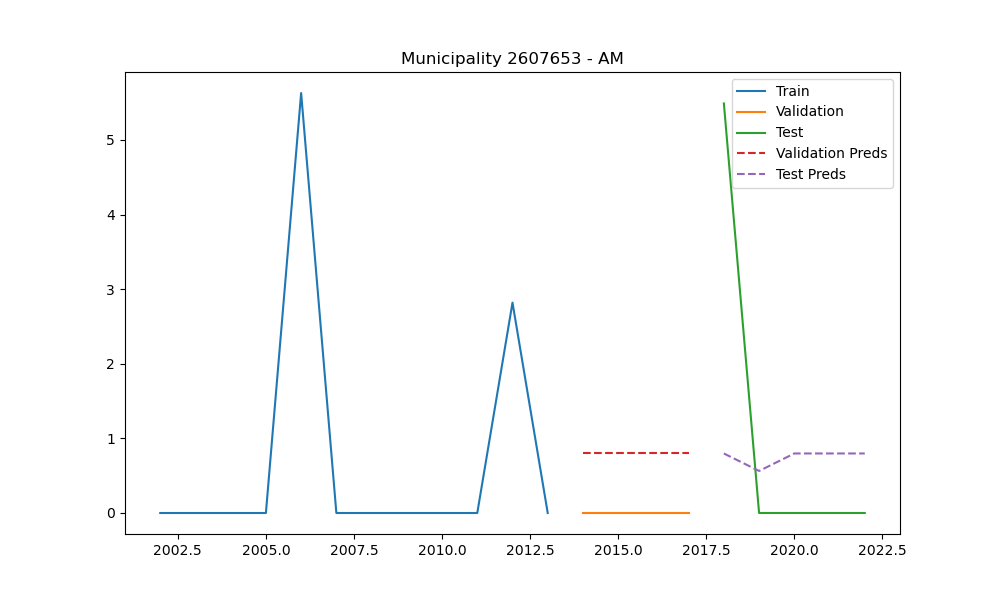 Municipality 2607653 - AM
Train
Validation
Test
Validation Preds
Test Preds
5
4
3
2
1
0
2002.5 2005.0 2007.5 2010.0 2012.5 2015.0 2017.5 2020.0 2022.5